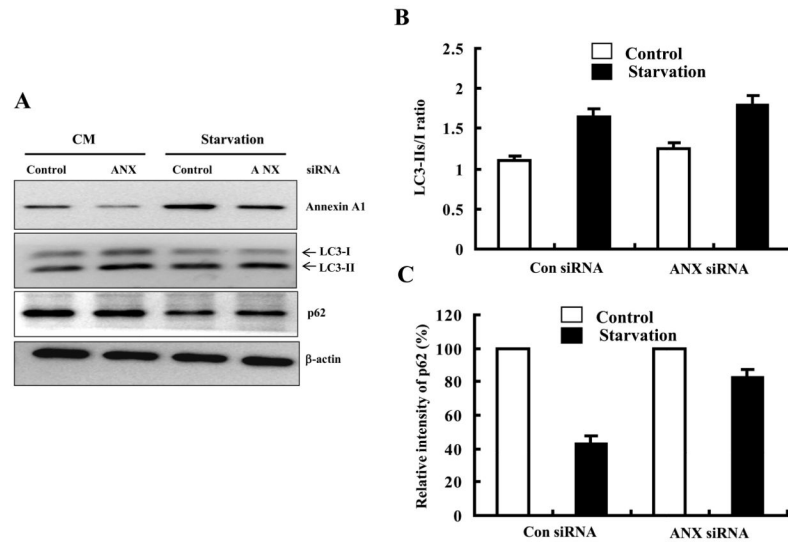 A
CM Starvation
Control ANX Control A NX siRNA
Annexin A1
LC3-I
LC3-II
p62
β-actin
B
LC3-IIs/I ratio
2.5
2
1.5
1
0.5
0
Control
Starvation
Con siRNA ANX siRNA
C
Relative intensity of p62 (%)
120
100
80
60
40
20
0
Control
Starvation
Con siRNA ANX siRNA